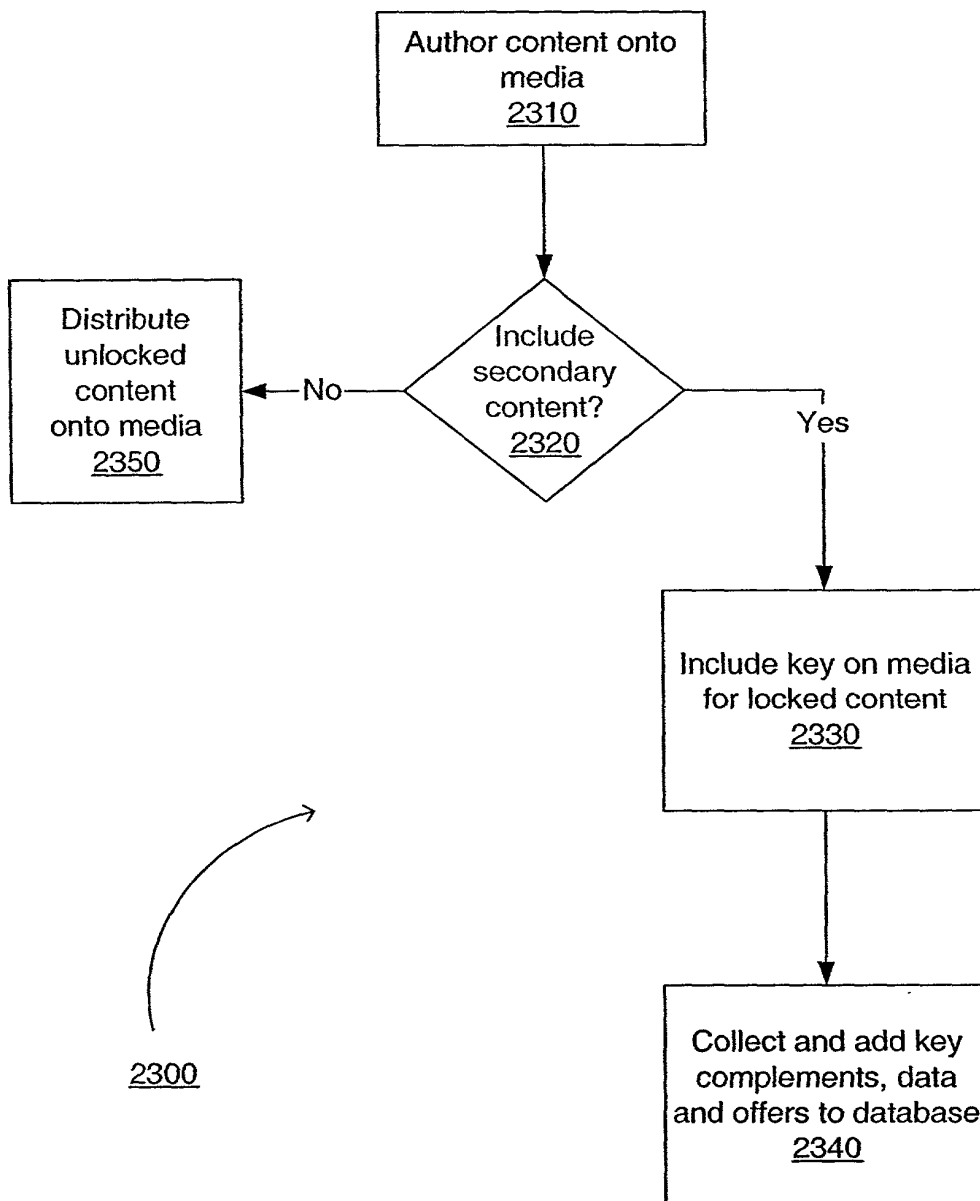 Author content onto
media
2310
Include
secondary
content?
2320
No
Yes
Distribute
unlocked
content
onto media
2350
Include key on media
for locked content
2330
Collect and add key
complements, data
and offers to database
2340
2300